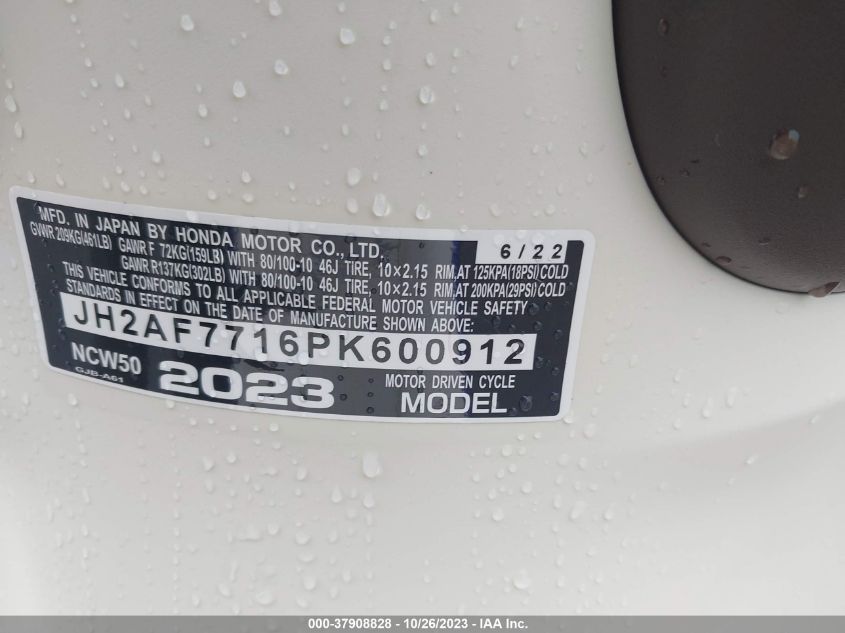 MFD. IN JAPAN BY HONDA MOTOR CO., LTD. 6/22
GVWR 209KG(461LB) GAWR F 72KG(159LB) WITH 80/100-10 46J TIRE, 10×2.15 RIM,AT 125KPA(18PSI)COLD
GAWR R137KG(302LB) WITH 80/100-10 46J TIRE, 10×2.15 RIM,AT 200KPA(29PSI)COLD
THIS VEHICLE CONFORMS TO ALL APPLICABLE FEDERAL MOTOR VEHICLE SAFETY
STANDARDS IN EFFECT ON THE DATE OF MANUFACTURE SHOWN ABOVE:
JH2AF7716PK600912
NCW50 2023 MOTOR DRIVEN CYCLE
GJB-A61 MODEL
000-37908828 - 10/26/2023 - IAA Inc.